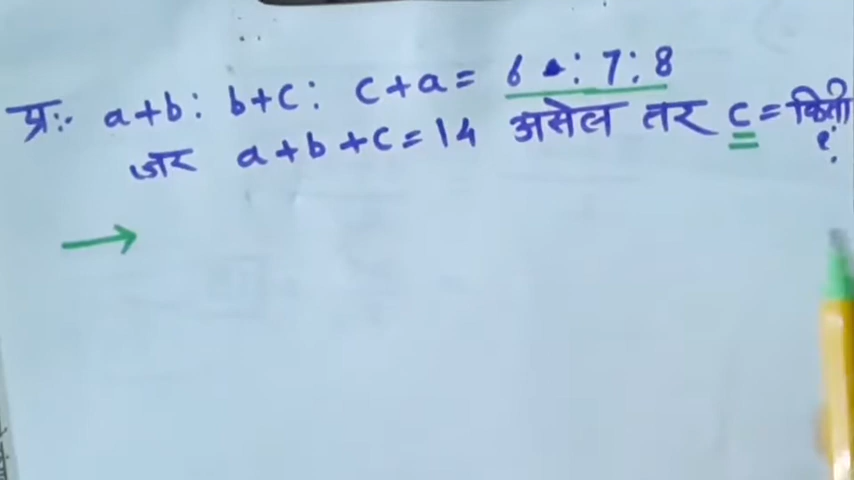 प्र:- a+b : b+c : c+a = 6 : 7 : 8
जर a+b+c = 14 असेल तर c = किती ?